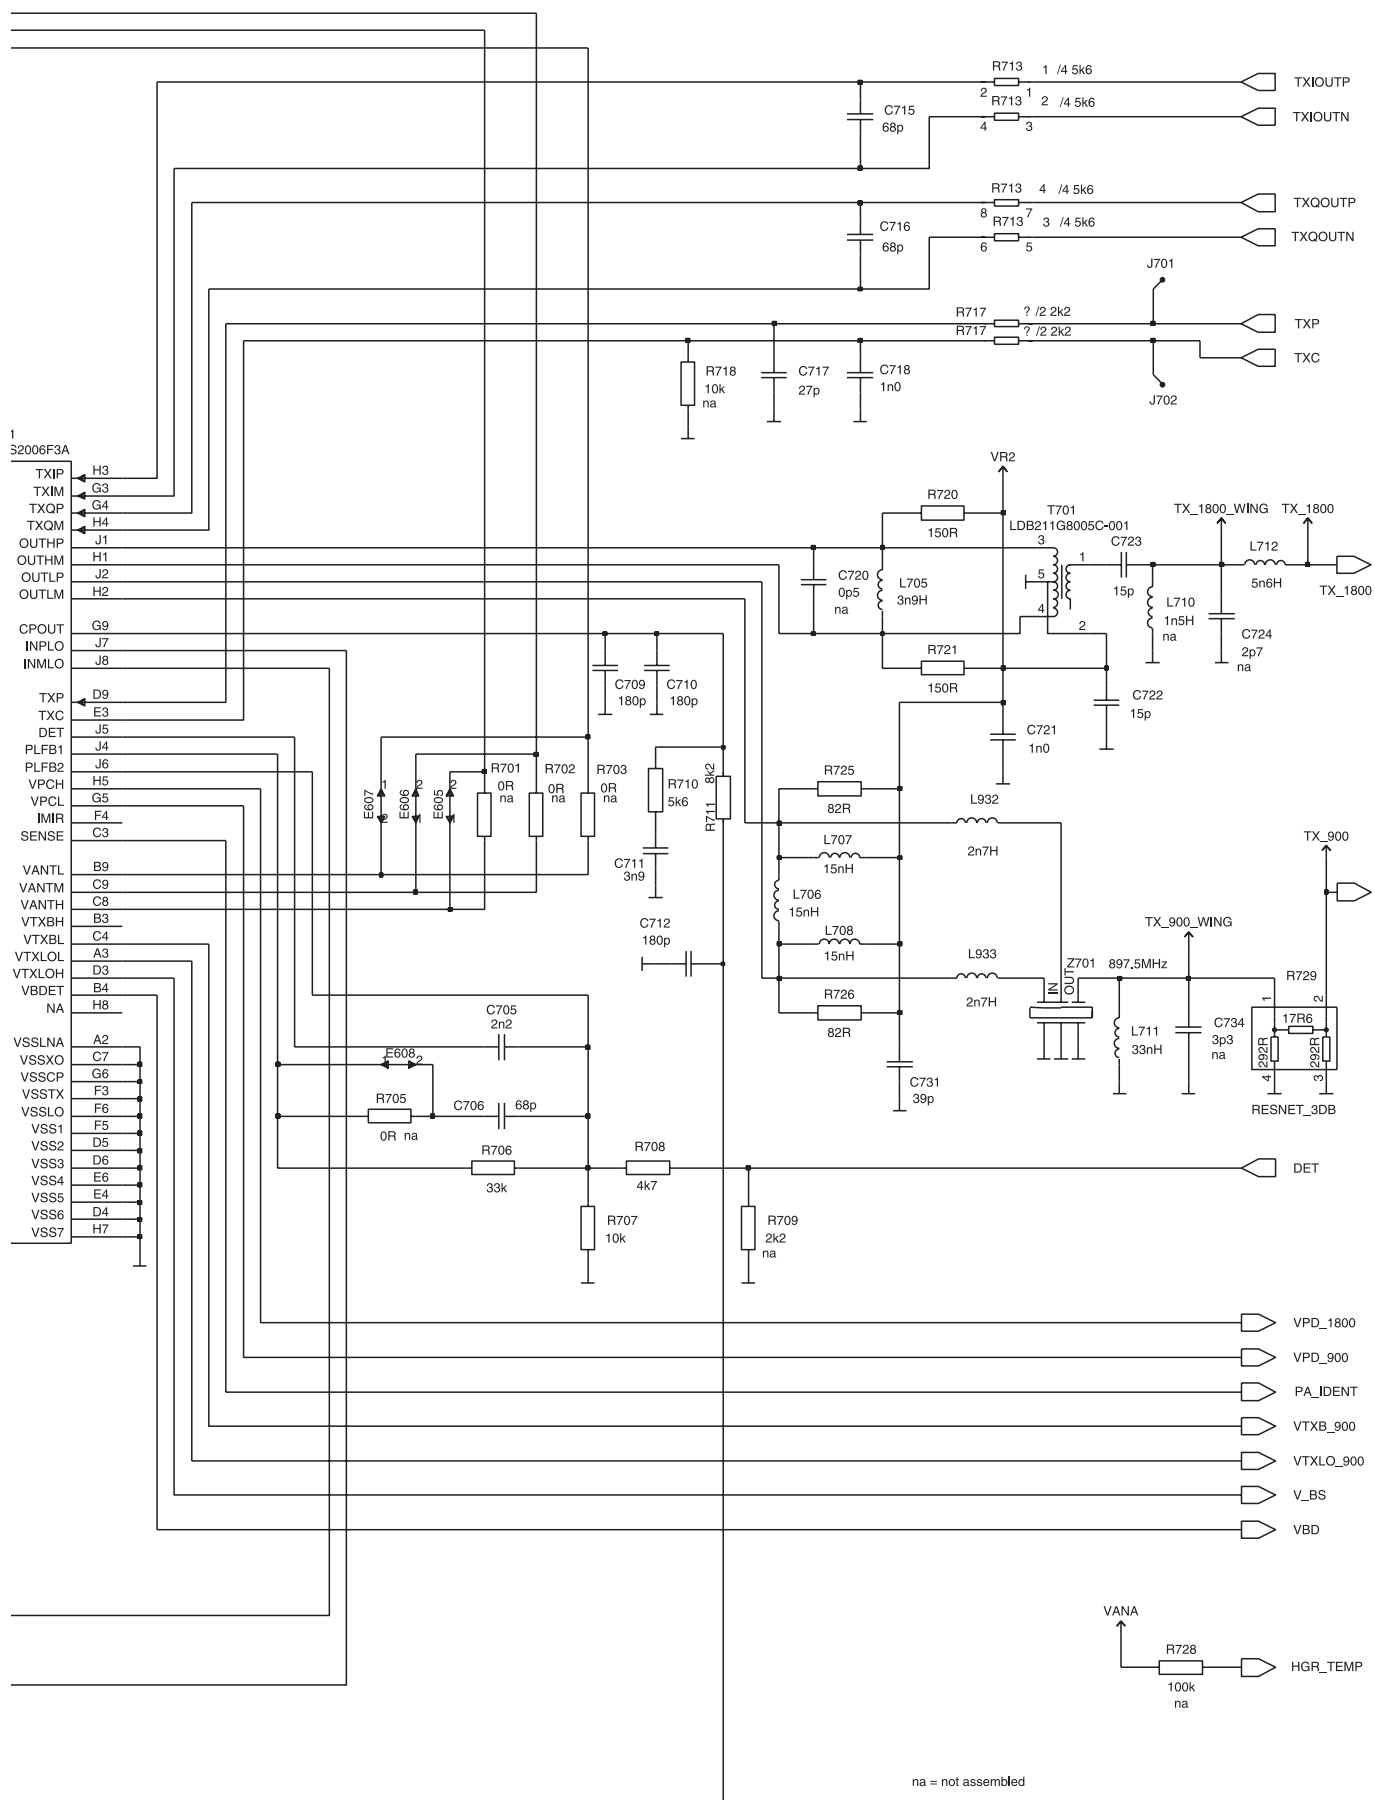 R713 1 /4 5k6
2 1
TXIOUTP
R713 2 /4 5k6
4 3
TXIOUTN
C715
68p
R713 4 /4 5k6
8 7
TXQOUTP
R713 3 /4 5k6
6 5
TXQOUTN
C716
68p
J701
R717 ? /2 2k2
TXP
R717 ? /2 2k2
TXC
R718
10k
na
C717
27p
C718
1n0
J702
1
S2006F3A
TXIP H3
TXIM G3
TXQP G4
TXQM H4
OUTHP J1
OUTHM H1
OUTLP J2
OUTLM H2
CPOUT G9
INPLO J7
INMLO J8
TXP D9
TXC E3
DET J5
PLFB1 J4
PLFB2 J6
VPCH H5
VPCL G5
IMIR F4
SENSE C3
VANTL B9
VANTM C9
VANTH C8
VTXBH B3
VTXBL C4
VTXLOL A3
VTXLOH D3
VBDET B4
NA H8
VSSLNA A2
VSSXO C7
VSSCP G6
VSSTX F3
VSSLO F6
VSS1 F5
VSS2 D5
VSS3 D6
VSS4 E6
VSS5 E4
VSS6 D4
VSS7 H7
VR2
R720
150R
T701
LDB211G8005C-001
3
5
4
1
2
C720
0p5
na
L705
3n9H
R721
150R
C723
15p
TX_1800_WING
TX_1800
L712
5n6H
TX_1800
L710
1n5H
na
C724
2p7
na
C722
15p
C721
1n0
C709
180p
C710
180p
R710
5k6
8k2
R711
C711
3n9
C712
180p
E607
1
2
E606
2
1
E605
2
1
R701
0R
na
R702
0R
na
R703
0R
na
R725
82R
L707
15nH
L706
15nH
L708
15nH
R726
82R
C731
39p
L932
2n7H
L933
2n7H
Z701
IN
OUT
897.5MHz
TX_900_WING
TX_900
L711
33nH
C734
3p3
na
R729
1 2
17R6
292R
292R
4 3
RESNET_3DB
C705
2n2
E608
1 2
R705
0R na
C706 68p
R706
33k
R708
4k7
DET
R707
10k
R709
2k2
na
VPD_1800
VPD_900
PA_IDENT
VTXB_900
VTXLO_900
V_BS
VBD
VANA
R728
100k
na
HGR_TEMP
na = not assembled